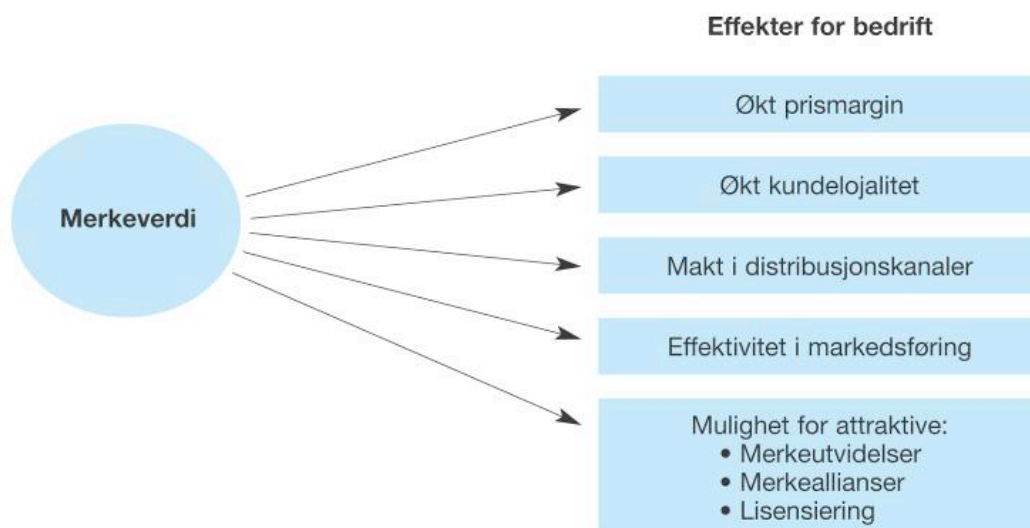 Effekter for bedrift
Merkeverdi
Økt prismargin
Økt kundelojalitet
Makt i distribusjonskanaler
Effektivitet i markedsføring
Mulighet for attraktive:
• Merkeutvidelser
• Merkeallianser
• Lisensiering